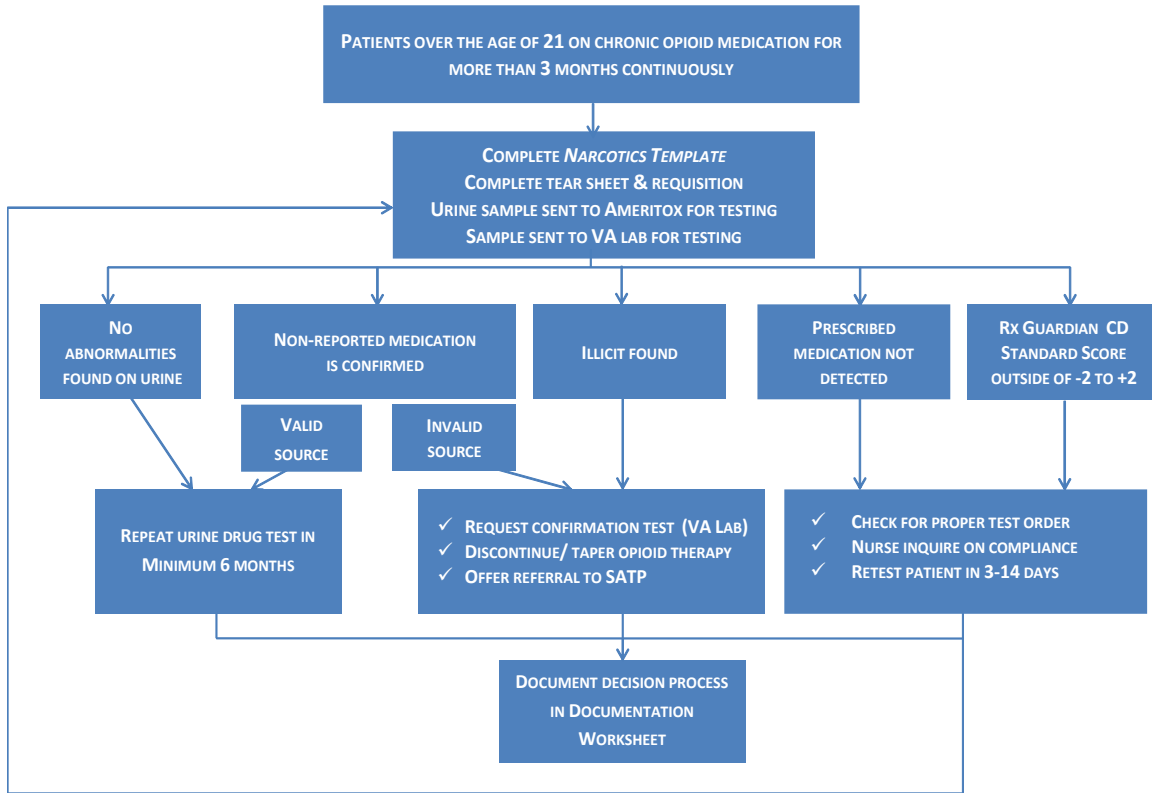 PATIENTS OVER THE AGE OF 21 ON CHRONIC OPIOID MEDICATION FOR
MORE THAN 3 MONTHS CONTINUOUSLY
COMPLETE NARCOTICS TEMPLATE
COMPLETE TEAR SHEET & REQUISITION
URINE SAMPLE SENT TO AMERITOX FOR TESTING
SAMPLE SENT TO VA LAB FOR TESTING
NO
ABNORMALITIES
FOUND ON URINE
NON-REPORTED MEDICATION
IS CONFIRMED
ILLICIT FOUND
PRESCRIBED
MEDICATION NOT
DETECTED
RX GUARDIAN CD
STANDARD SCORE
OUTSIDE OF -2 TO +2
VALID
SOURCE
INVALID
SOURCE
REPEAT URINE DRUG TEST IN
MINIMUM 6 MONTHS
✓ REQUEST CONFIRMATION TEST (VA LAB)
✓ DISCONTINUE/ TAPER OPIOID THERAPY
✓ OFFER REFERRAL TO SATP
✓ CHECK FOR PROPER TEST ORDER
✓ NURSE INQUIRE ON COMPLIANCE
✓ RETEST PATIENT IN 3-14 DAYS
DOCUMENT DECISION PROCESS
IN DOCUMENTATION
WORKSHEET